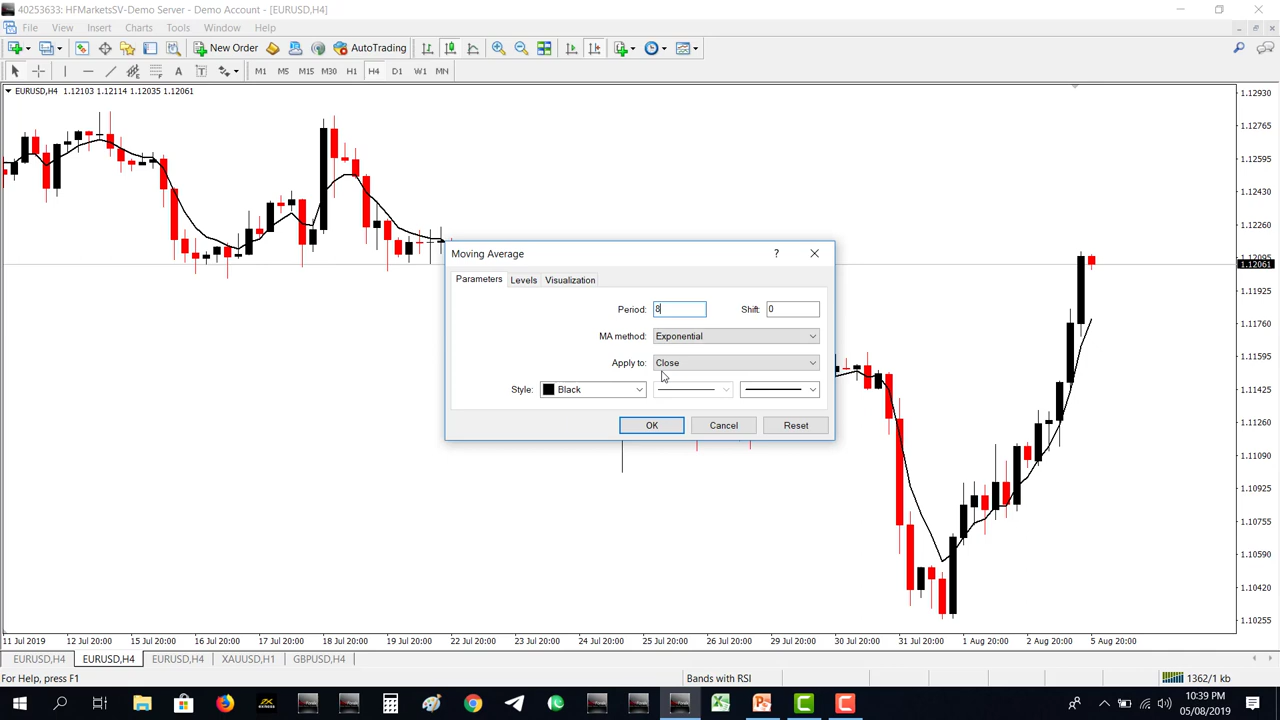 40253633: HFMarketsSV-Demo Server - Demo Account - [EURUSD,H4]
File View Insert Charts Tools Window Help
New Order AutoTrading
A T M1 M5 M15 M30 H1 H4 D1 W1 MN
EURUSD,H4 1.12103 1.12114 1.12035 1.12061
1.12930
1.12765
1.12595
1.12430
1.12260
1.12095
1.12061
1.11925
1.11760
1.11595
1.11425
1.11260
1.11090
1.10925
1.10755
1.10590
1.10420
1.10255
Moving Average
Parameters Levels Visualization
Period: 8 Shift: 0
MA method: Exponential
Apply to: Close
Style: Black
OK Cancel Reset
11 Jul 2019 12 Jul 20:00 15 Jul 20:00 16 Jul 20:00 17 Jul 20:00 18 Jul 20:00 19 Jul 20:00 22 Jul 20:00 23 Jul 20:00 24 Jul 20:00 25 Jul 20:00 26 Jul 20:00 29 Jul 20:00 30 Jul 20:00 31 Jul 20:00 1 Aug 20:00 2 Aug 20:00 5 Aug 20:00
EURUSD,H4 EURUSD,H4 EURUSD,H4 XAUUSD,H1 GBPUSD,H4
For Help, press F1 Bands with RSI 1362/1 kb
10:39 PM
05/08/2019